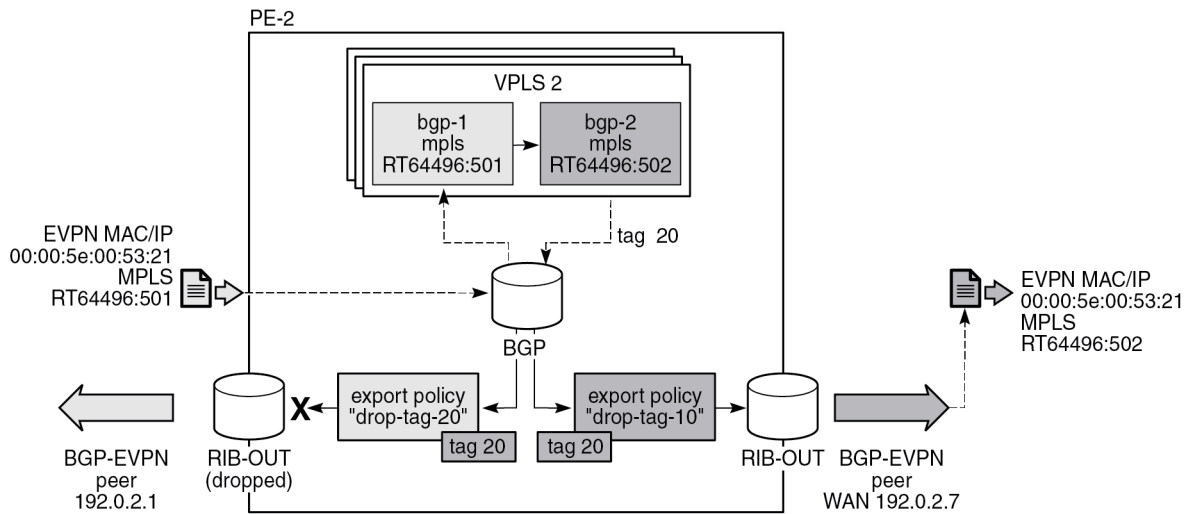 PE-2
VPLS 2
bgp-1
mpls
RT64496:501
bgp-2
mpls
RT64496:502
tag 20
EVPN MAC/IP
00:00:5e:00:53:21
MPLS
RT64496:501
EVPN MAC/IP
00:00:5e:00:53:21
MPLS
RT64496:502
BGP
X
export policy
"drop-tag-20"
tag 20
export policy
"drop-tag-10"
tag 20
BGP-EVPN
peer
192.0.2.1
RIB-OUT
(dropped)
RIB-OUT
BGP-EVPN
peer
WAN 192.0.2.7